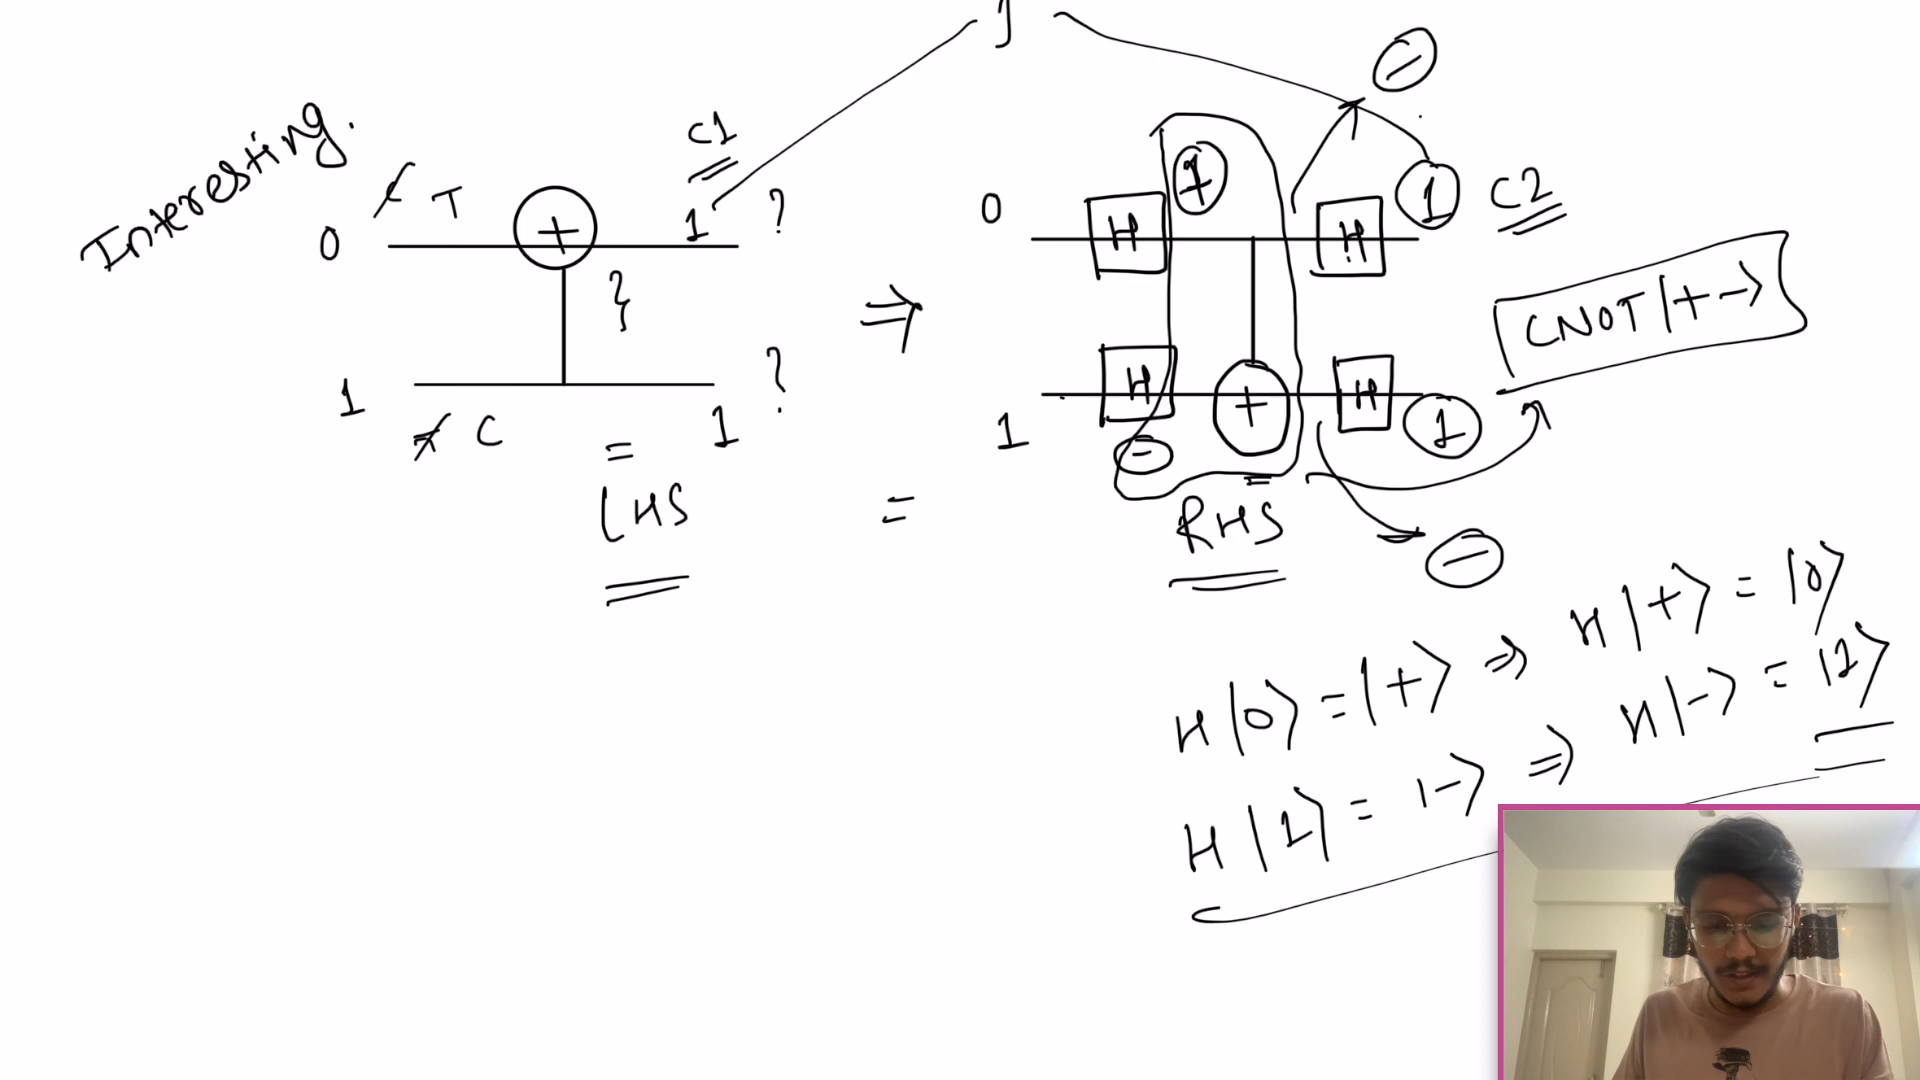 Interesting.
C T
0 + 1 ?
C1
}
1 1 ?
C
=
LHS
⇒
=
0 H + H 1 C2
−
1 H + H 1
−
−
=
RHS
CNOT|+−⟩
H|0⟩ = |+⟩ ⇒ H|+⟩ = |0⟩
H|1⟩ = |−⟩ ⇒ H|−⟩ = |1⟩